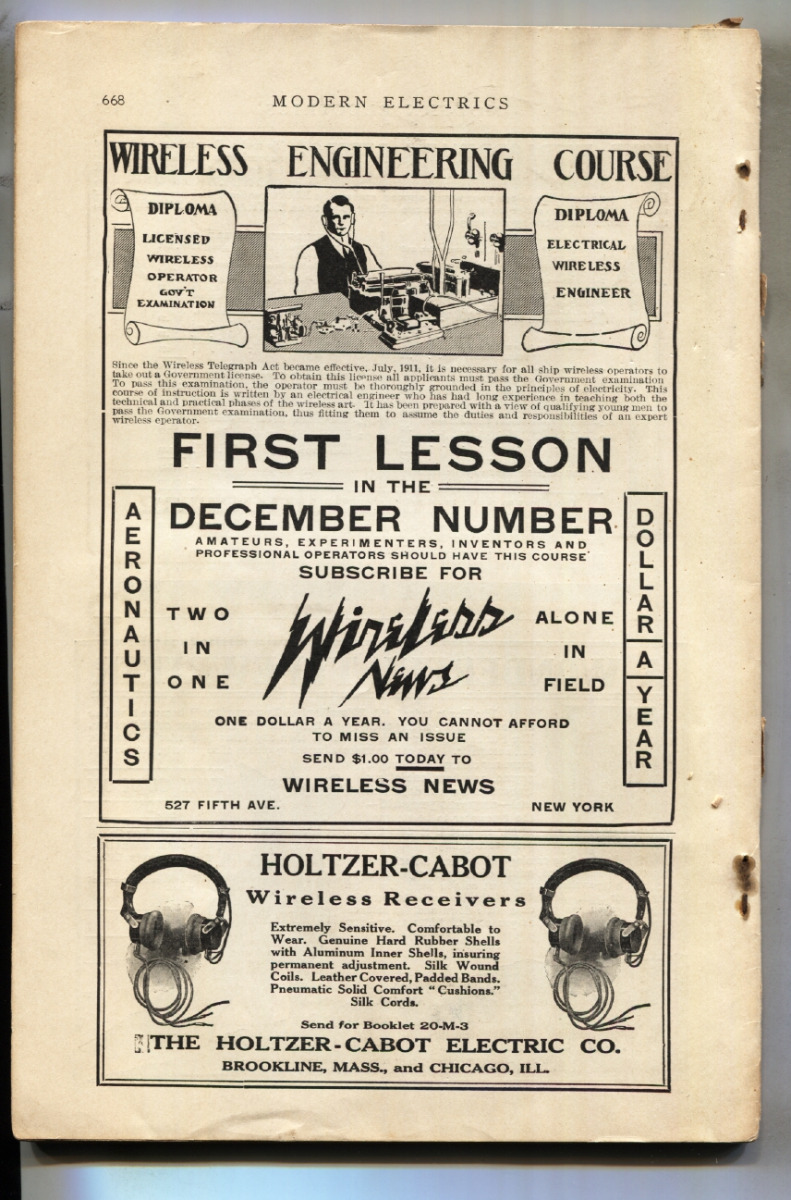 668
MODERN ELECTRICS
WIRELESS ENGINEERING COURSE
DIPLOMA
LICENSED
WIRELESS
OPERATOR
GOV'T
EXAMINATION
DIPLOMA
ELECTRICAL
WIRELESS
ENGINEER
Since the Wireless Telegraph Act became effective, July, 1911, it is necessary for all ship wireless operators to
take out a Government license. To obtain this license all applicants must pass the Government examination
To pass this examination, the operator must be thoroughly grounded in the principles of electricity. This
course of instruction is written by an electrical engineer who has had long experience in teaching both the
technical and practical phases of the wireless art. It has been prepared with a view of qualifying young men to
pass the Government examination, thus fitting them to assume the duties and responsibilities of an expert
wireless eperator.
FIRST LESSON
IN THE
DECEMBER NUMBER
AMATEURS, EXPERIMENTERS, INVENTORS AND
PROFESSIONAL OPERATORS SHOULD HAVE THIS COURSE
SUBSCRIBE FOR
AERONAUTICS
TWO
IN
ONE
Wireless
News
ALONE
IN
FIELD
DOLLAR
A
YEAR
ONE DOLLAR A YEAR. YOU CANNOT AFFORD
TO MISS AN ISSUE
SEND $1.00 TODAY TO
WIRELESS NEWS
527 FIFTH AVE. NEW YORK
HOLTZER-CABOT
Wireless Receivers
Extremely Sensitive. Comfortable to
Wear. Genuine Hard Rubber Shells
with Aluminum Inner Shells, insuring
permanent adjustment. Silk Wound
Coils. Leather Covered, Padded Bands.
Pneumatic Solid Comfort "Cushions."
Silk Cords.
Send for Booklet 20-M-3
THE HOLTZER-CABOT ELECTRIC CO.
BROOKLINE, MASS., and CHICAGO, ILL.